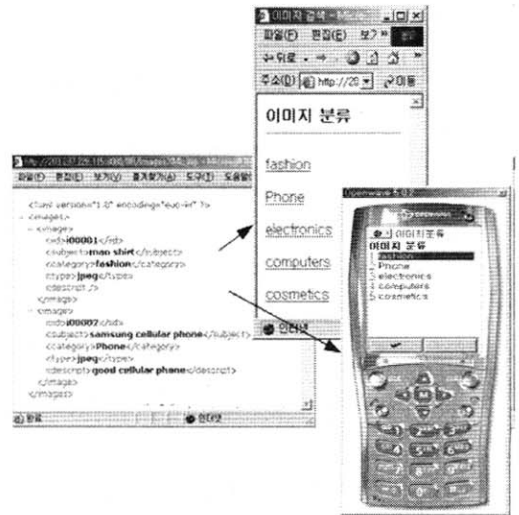 이미지 검색 -
파일(F) 편집(E) 보기
뒤로
주소(D) http://20 이동
이미지 분류
fashion
Phone
electronics
computers
cosmetics
인터넷
파일(F) 편집(E) 보기(V) 즐겨찾기(A) 도구(T)
<?xml version="1.0" encoding="euc-kr" ?>
- <images>
- <image>
<id>i00001</id>
<subject>man shirt</subject>
<category>fashion</category>
<type>jpeg</type>
<descript />
</image>
- <image>
<id>i00002</id>
<subject>samsung cellular phone</subject>
<category>Phone</category>
<type>jpeg</type>
<descript>good cellular phone</descript>
</image>
</images>
완료 인터넷
Openwave
이미지분류
이미지 분류
1 fashion
2 Phone
3 electronics
4 computers
5 cosmetics